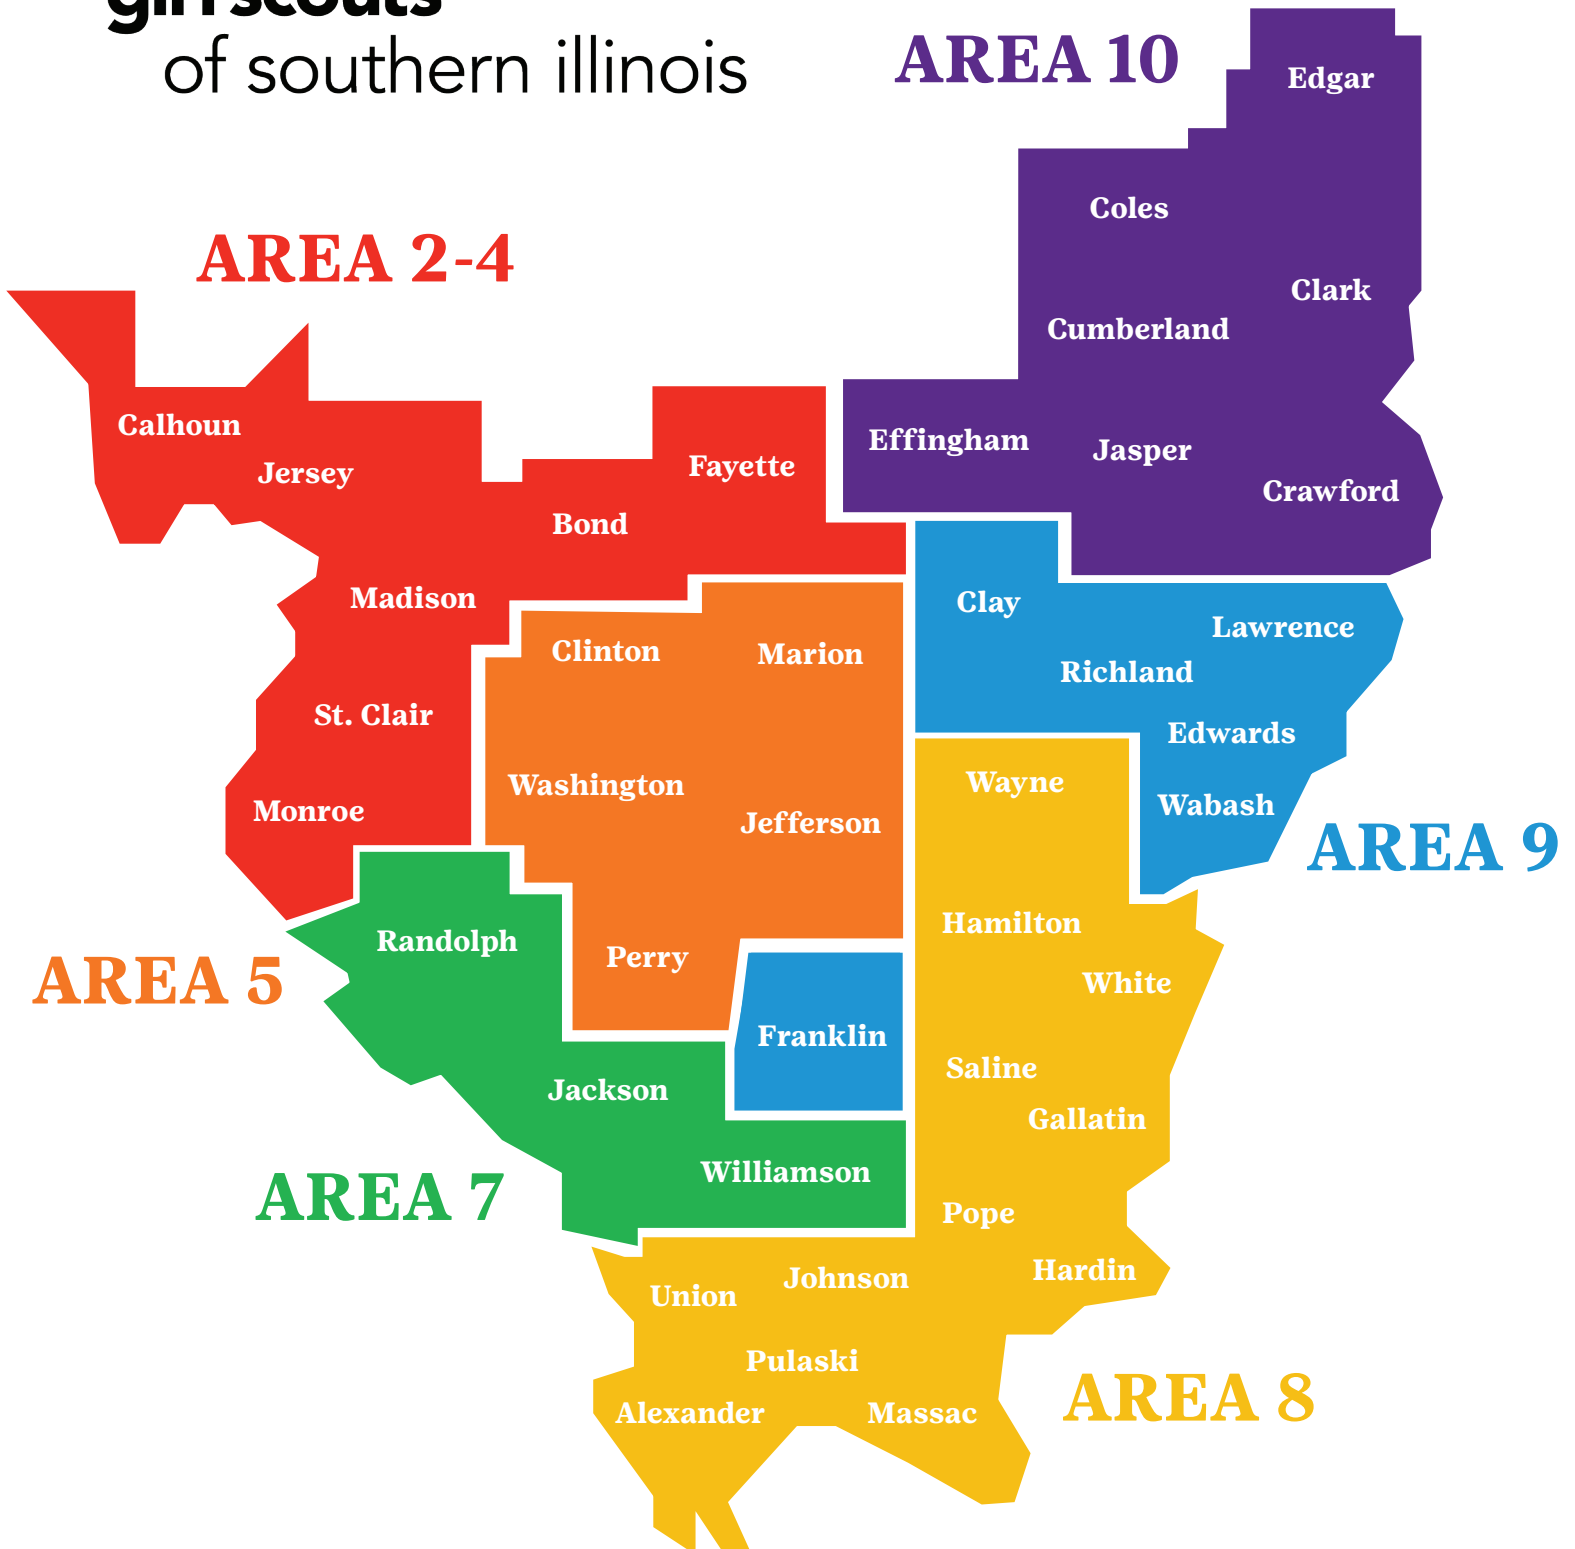 girl scouts
of southern illinois
AREA 10
Edgar
Coles
AREA 2-4
Clark
Cumberland
Calhoun
Effingham
Jasper
Fayette
Jersey
Crawford
Bond
Madison
Clay
Lawrence
Clinton
Marion
Richland
St. Clair
Edwards
Washington
Wayne
Wabash
Monroe
Jefferson
AREA 9
Hamilton
Randolph
Perry
AREA 5
White
Franklin
Saline
Jackson
Gallatin
Williamson
AREA 7
Pope
Hardin
Johnson
Union
Pulaski
AREA 8
Alexander
Massac